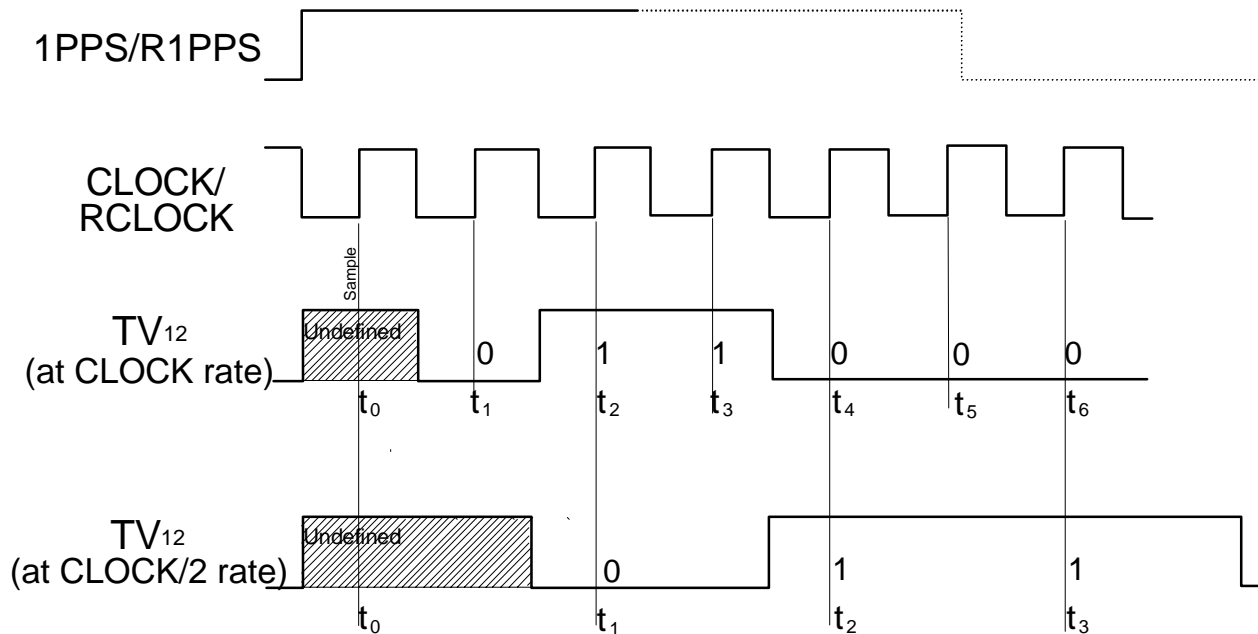 1PPS/R1PPS
CLOCK/
RCLOCK
Sample
TV12
(at CLOCK rate)
Undefined
0 1 1 0 0 0
t0 t1 t2 t3 t4 t5 t6
TV12
(at CLOCK/2 rate)
Undefined
0 1 1
t0 t1 t2 t3